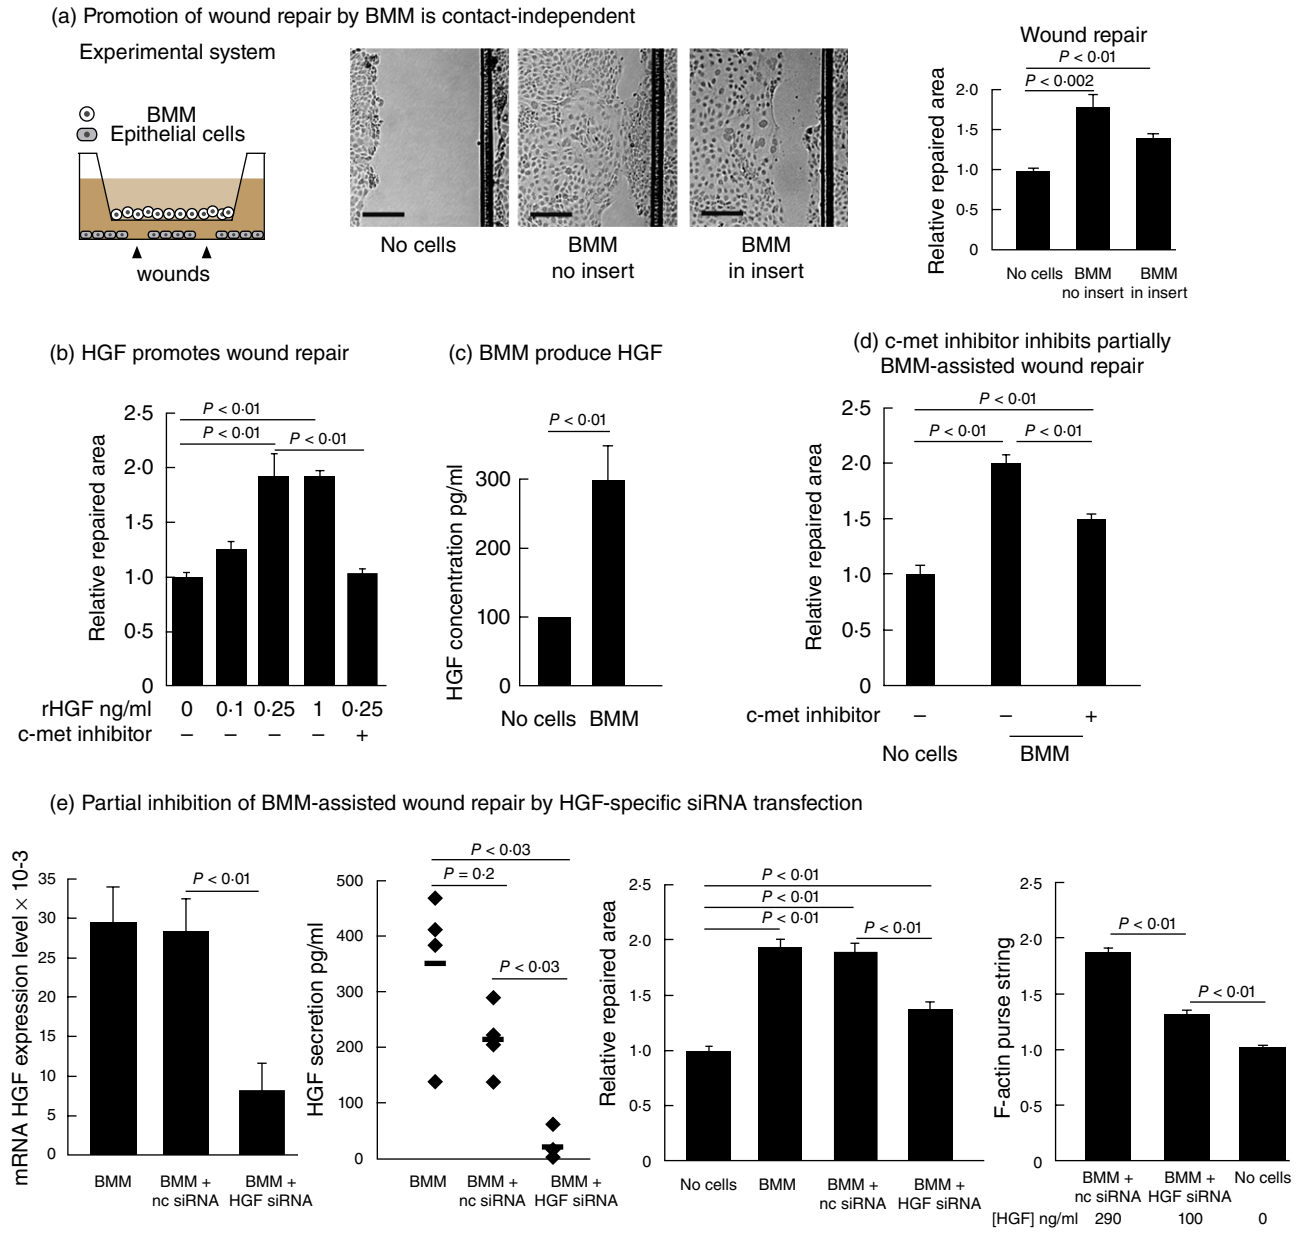 (a) Promotion of wound repair by BMM is contact-independent
Experimental system
BMM
Epithelial cells
wounds
No cells
BMM
no insert
BMM
in insert
Wound repair
P < 0·01
P < 0·002
Relative repaired area
2·0
1·5
1·0
0·5
0
No cells
BMM
no insert
BMM
in insert
(b) HGF promotes wound repair
P < 0·01
P < 0·01
P < 0·01
Relative repaired area
2·5
2·0
1·5
1·0
0·5
0
rHGF ng/ml 0 0·1 0·25 1 0·25
c-met inhibitor – – – – +
(c) BMM produce HGF
P < 0·01
HGF concentration pg/ml
300
200
100
0
No cells BMM
(d) c-met inhibitor inhibits partially
BMM-assisted wound repair
P < 0·01
P < 0·01 P < 0·01
Relative repaired area
2·5
2·0
1·5
1·0
0·5
0
c-met inhibitor – – +
No cells BMM
(e) Partial inhibition of BMM-assisted wound repair by HGF-specific siRNA transfection
mRNA HGF expression level × 10-3
35
30
25
20
15
10
5
0
P < 0·01
BMM
BMM +
nc siRNA
BMM +
HGF siRNA
HGF secretion pg/ml
500
400
300
200
100
0
P < 0·03
P = 0·2
P < 0·03
BMM
BMM +
nc siRNA
BMM +
HGF siRNA
Relative repaired area
2·5
2·0
1·5
1·0
0·5
0
P < 0·01
P < 0·01
P < 0·01
P < 0·01
No cells
BMM
BMM +
nc siRNA
BMM +
HGF siRNA
F-actin purse string
2·5
2·0
1·5
1·0
0·5
0
P < 0·01
P < 0·01
BMM +
nc siRNA
BMM +
HGF siRNA
No cells
[HGF] ng/ml 290 100 0